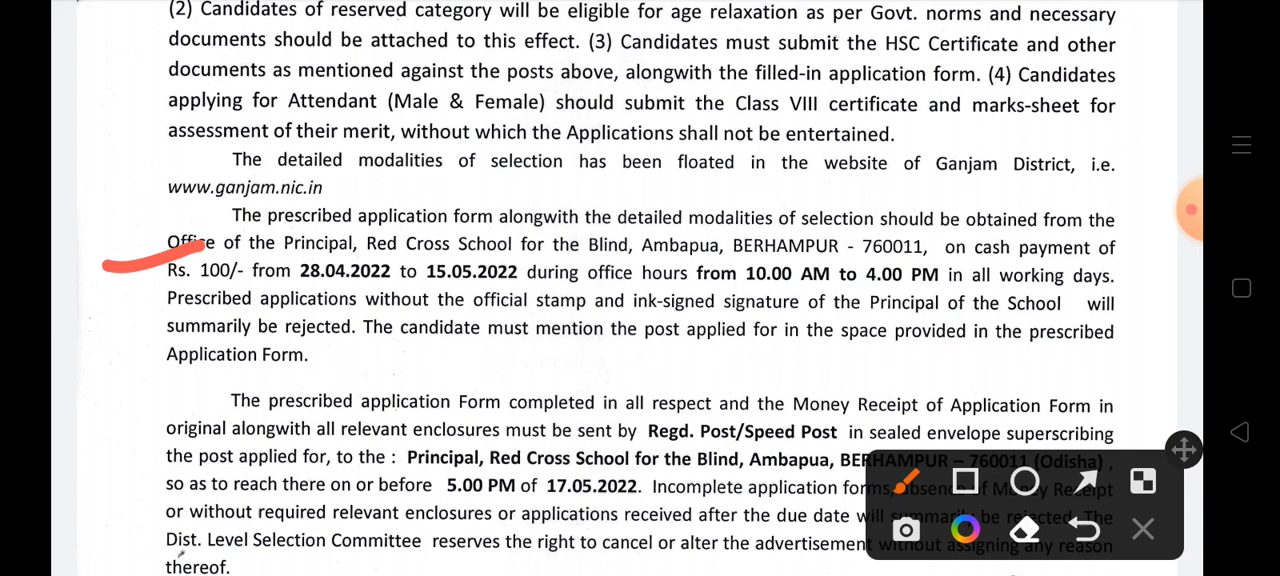 (2) Candidates of reserved category will be eligible for age relaxation as per Govt. norms and necessary
documents should be attached to this effect. (3) Candidates must submit the HSC Certificate and other
documents as mentioned against the posts above, alongwith the filled-in application form. (4) Candidates
applying for Attendant (Male & Female) should submit the Class VIII certificate and marks-sheet for
assessment of their merit, without which the Applications shall not be entertained.
The detailed modalities of selection has been floated in the website of Ganjam District, i.e.
www.ganjam.nic.in
The prescribed application form alongwith the detailed modalities of selection should be obtained from the
Office of the Principal, Red Cross School for the Blind, Ambapua, BERHAMPUR - 760011, on cash payment of
Rs. 100/- from 28.04.2022 to 15.05.2022 during office hours from 10.00 AM to 4.00 PM in all working days.
Prescribed applications without the official stamp and ink-signed signature of the Principal of the School will
summarily be rejected. The candidate must mention the post applied for in the space provided in the prescribed
Application Form.
The prescribed application Form completed in all respect and the Money Receipt of Application Form in
original alongwith all relevant enclosures must be sent by Regd. Post/Speed Post in sealed envelope superscribing
the post applied for, to the : Principal, Red Cross School for the Blind, Ambapua, BERHAMPUR – 760011 (Odisha) ,
so as to reach there on or before 5.00 PM of 17.05.2022. Incomplete application forms, absence of Money Receipt
or without required relevant enclosures or applications received after the due date will summarily be rejected. The
Dist. Level Selection Committee reserves the right to cancel or alter the advertisement without assigning any reason
thereof.